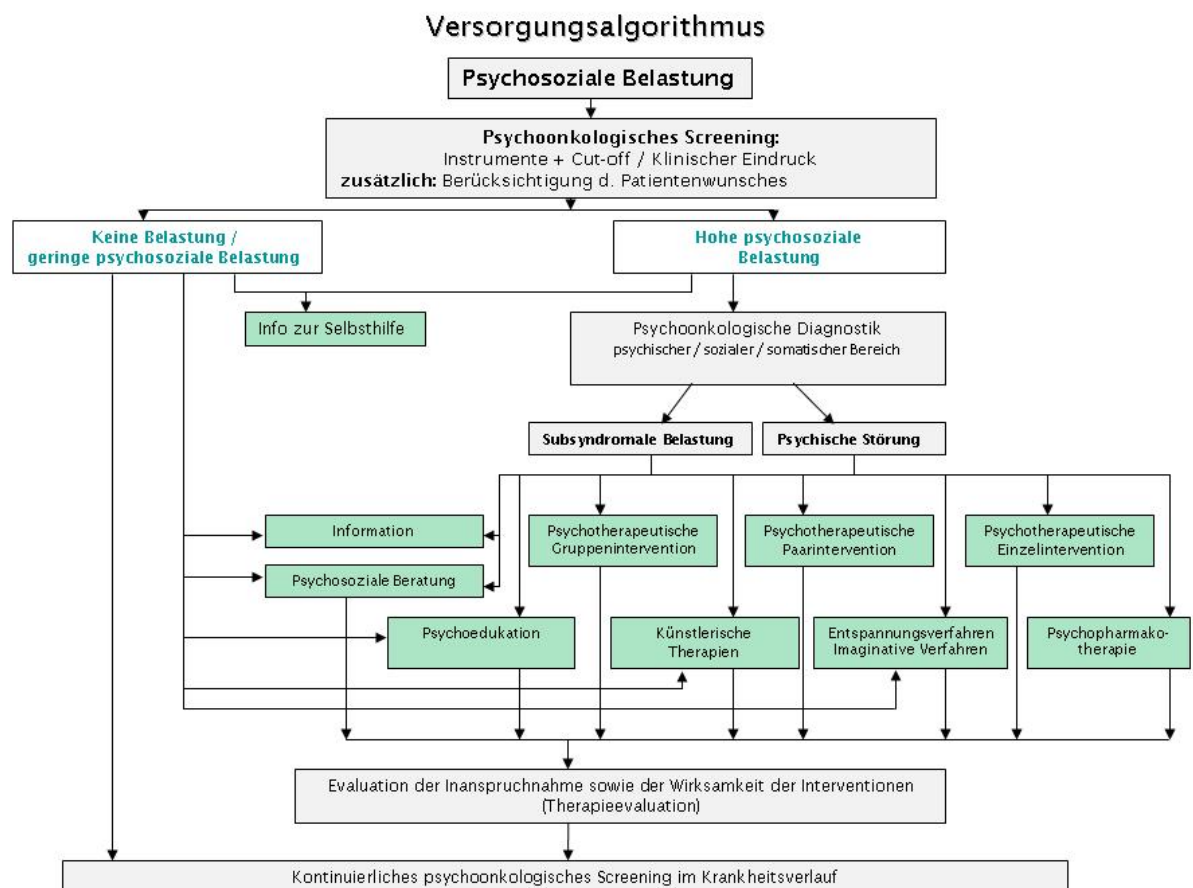 Versorgungsalgorithmus
Psychosoziale Belastung
Psychoonkologisches Screening:
Instrumente + Cut-off / Klinischer Eindruck
zusätzlich: Berücksichtigung d. Patientenwunsches
Keine Belastung /
geringe psychosoziale Belastung
Hohe psychosoziale
Belastung
Info zur Selbsthilfe
Psychoonkologische Diagnostik
psychischer / sozialer / somatischer Bereich
Subsyndromale Belastung
Psychische Störung
Information
Psychotherapeutische
Gruppenintervention
Psychotherapeutische
Paarintervention
Psychotherapeutische
Einzelintervention
Psychosoziale Beratung
Psychoedukation
Künstlerische
Therapien
Entspannungsverfahren
Imaginative Verfahren
Psychopharmako-
therapie
Evaluation der Inanspruchnahme sowie der Wirksamkeit der Interventionen
(Therapieevaluation)
Kontinuierliches psychoonkologisches Screening im Krankheitsverlauf